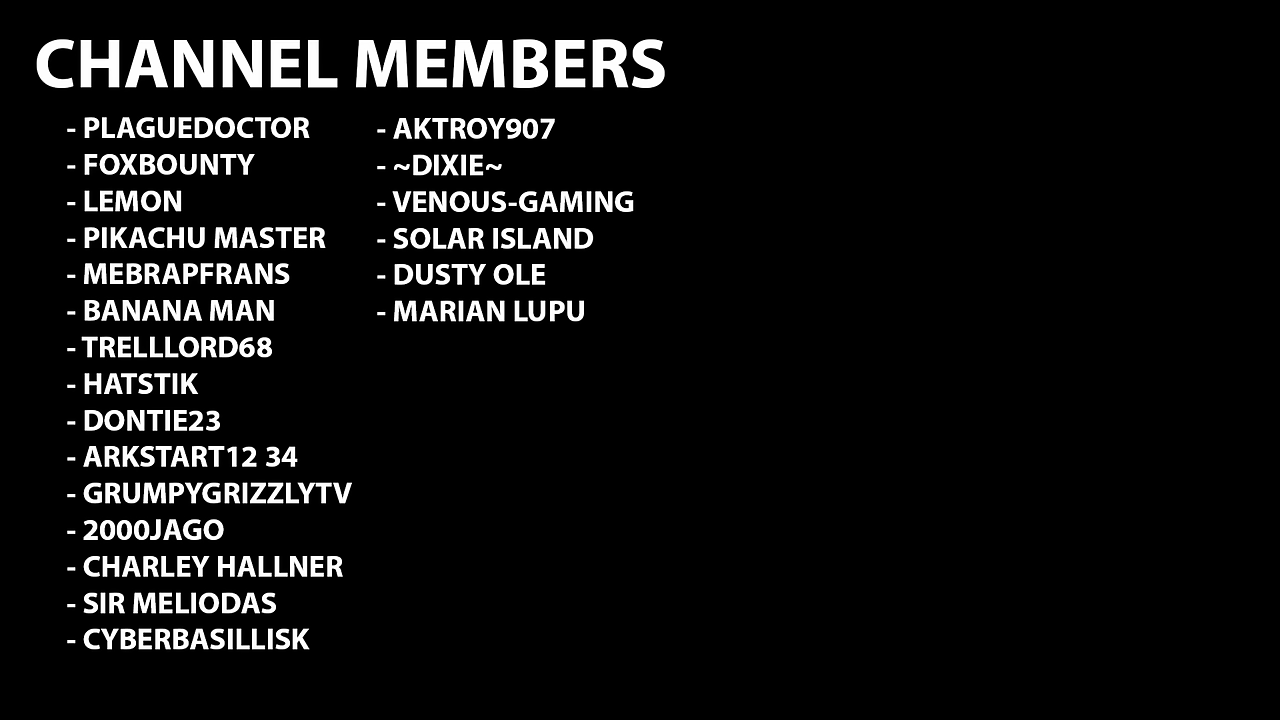 CHANNEL MEMBERS
- PLAGUEDOCTOR
- FOXBOUNTY
- LEMON
- PIKACHU MASTER
- MEBRAPFRANS
- BANANA MAN
- TRELLLORD68
- HATSTIK
- DONTIE23
- ARKSTART12 34
- GRUMPYGRIZZLYTV
- 2000JAGO
- CHARLEY HALLNER
- SIR MELIODAS
- CYBERBASILLISK
- AKTROY907
- ~DIXIE~
- VENOUS-GAMING
- SOLAR ISLAND
- DUSTY OLE
- MARIAN LUPU